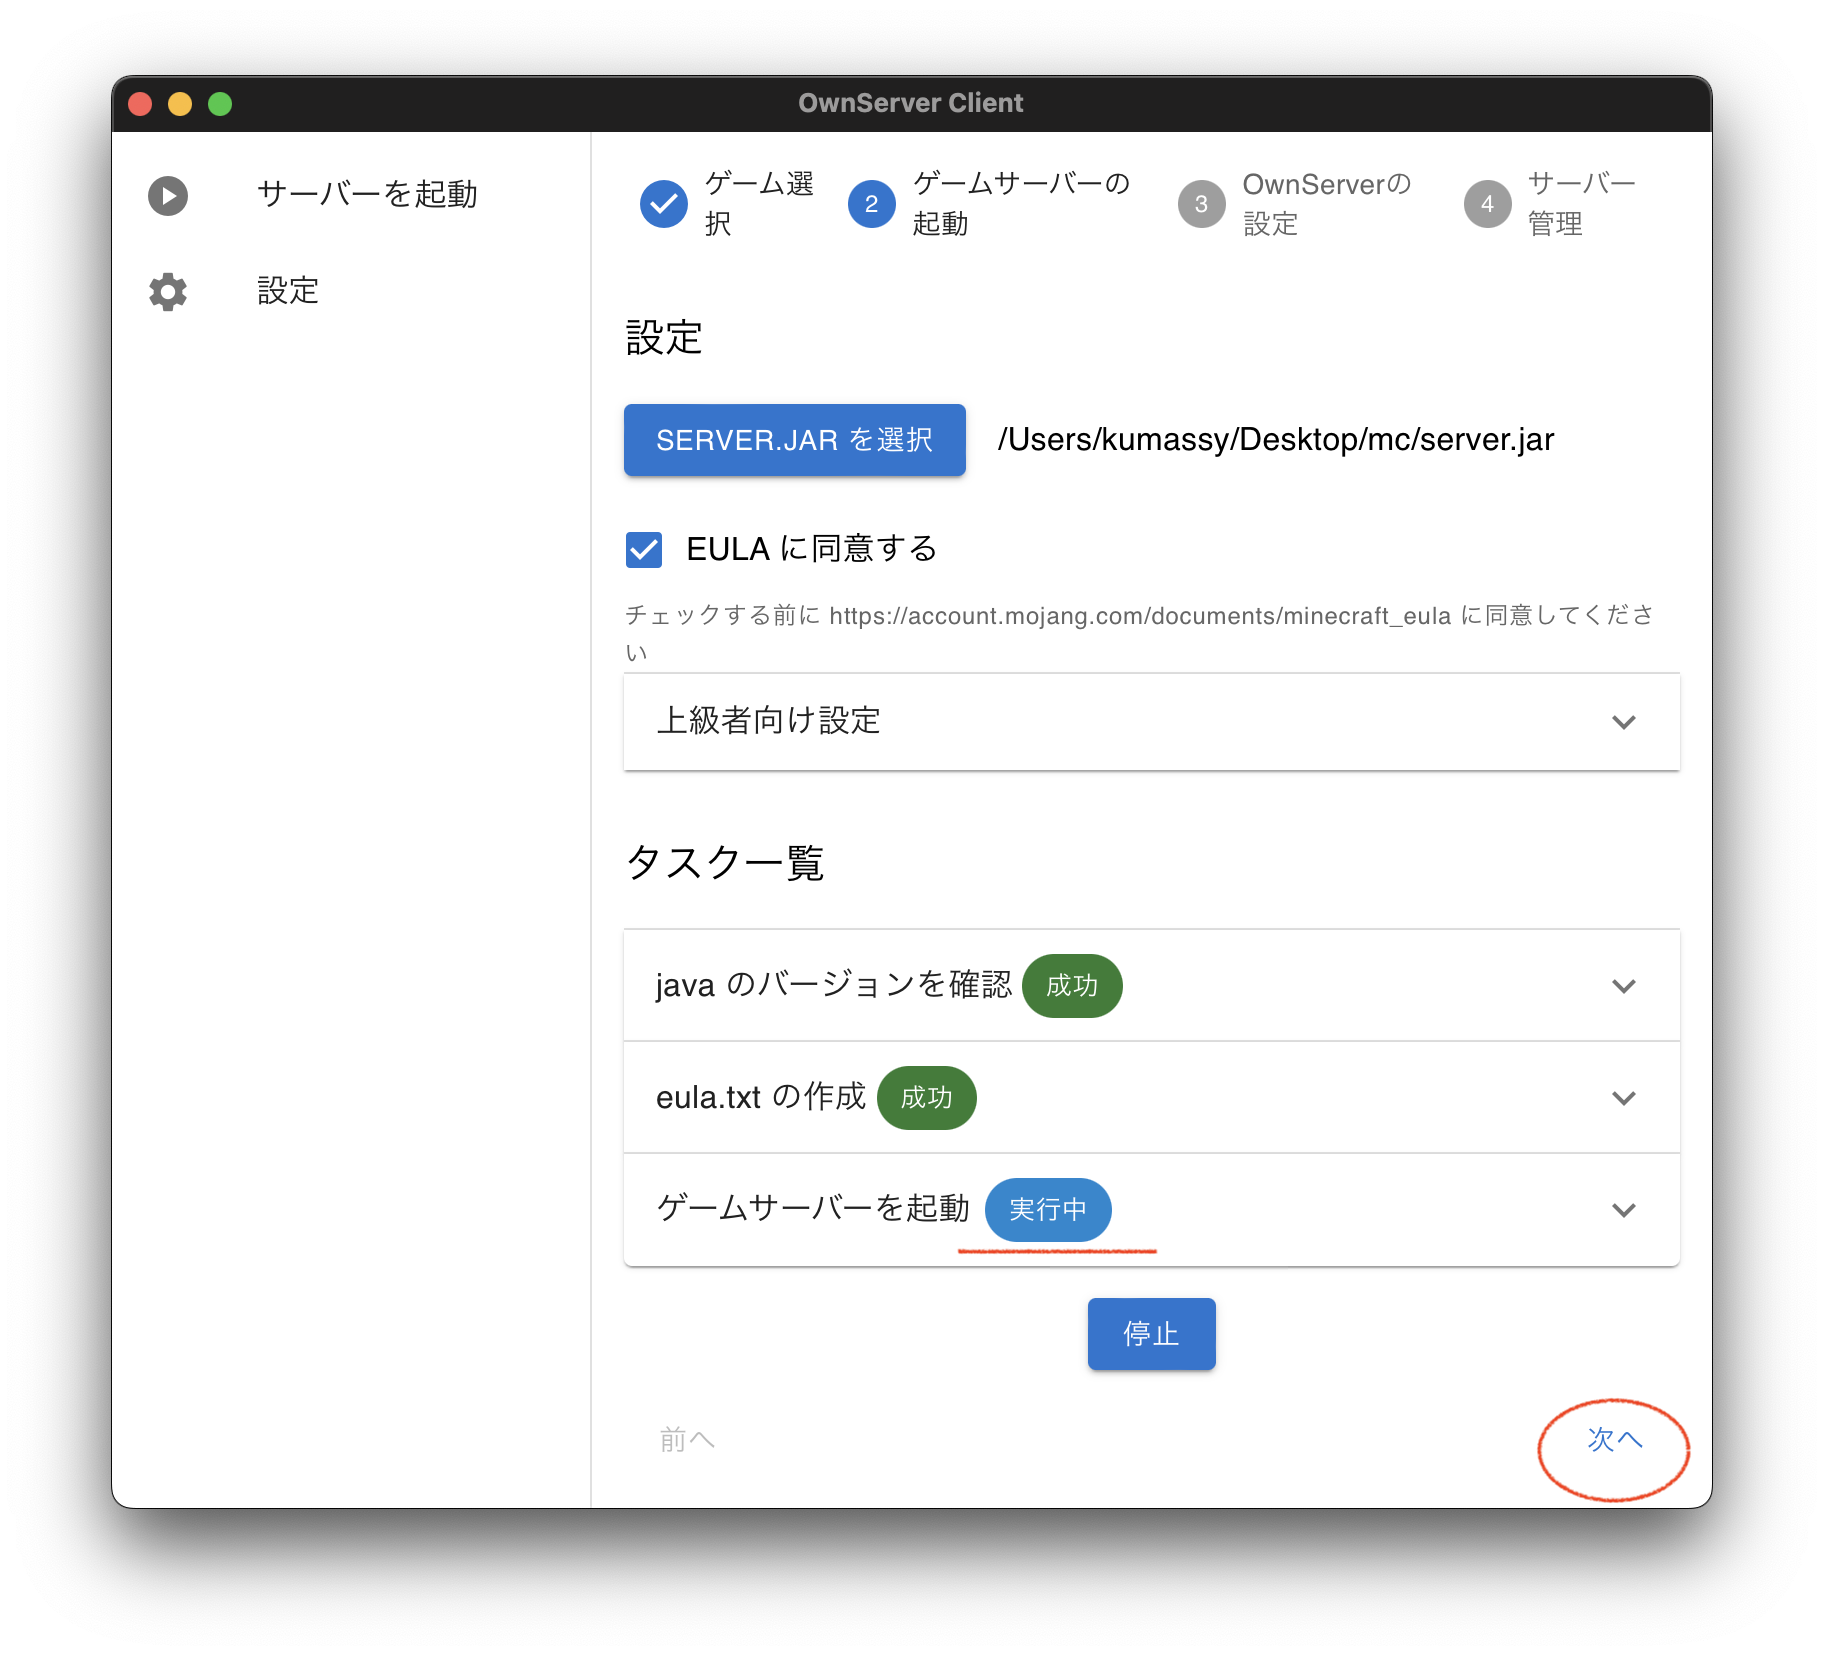 OwnServer Client
サーバーを起動
設定
ゲーム選
択
2
ゲームサーバーの
起動
3
OwnServerの
設定
4
サーバー
管理
設定
SERVER.JAR を選択
/Users/kumassy/Desktop/mc/server.jar
EULA に同意する
チェックする前に https://account.mojang.com/documents/minecraft_eula に同意してくださ
い
上級者向け設定
タスク一覧
java のバージョンを確認 成功
eula.txt の作成 成功
ゲームサーバーを起動 実行中
停止
前へ
次へ